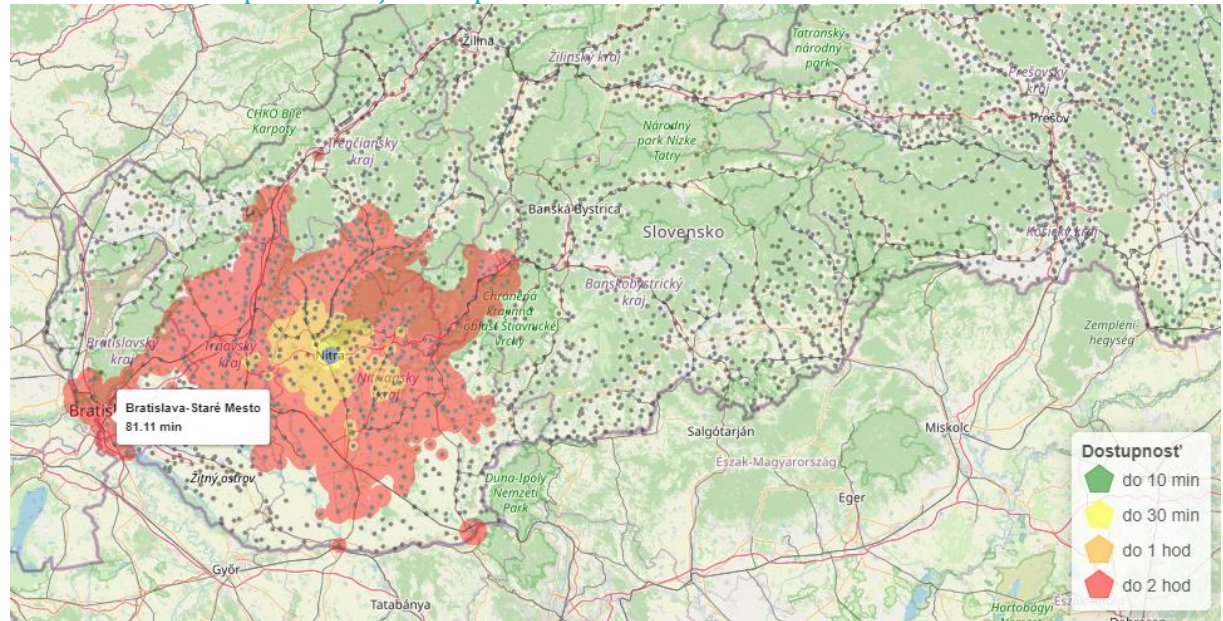 Žilina
Žilinský kraj
Tatranský
národný
park
Prešovský
kraj
Prešov
CHKO Bílé
Karpaty
Trenčiansky
kraj
Národný
park Nízke
Tatry
Banská Bystrica
Slovensko
Košický kraj
Banskobystrický
kraj
Chránená
krajinná
oblasť Štiavnické
vrchy
Zempléni-
hegység
Bratislavský
kraj
Trnavský
kraj
Nitra
Nitriansky
kraj
Bratisl
Bratislava-Staré Mesto
81.11 min
Salgótarján
Miskolc
Észak-Magyarország
Žitný ostrov
Duna-Ipoly
Nemzeti
Park
Eger
Győr
Tatabánya
Dostupnosť
do 10 min
do 30 min
do 1 hod
do 2 hod
Hortobágyi